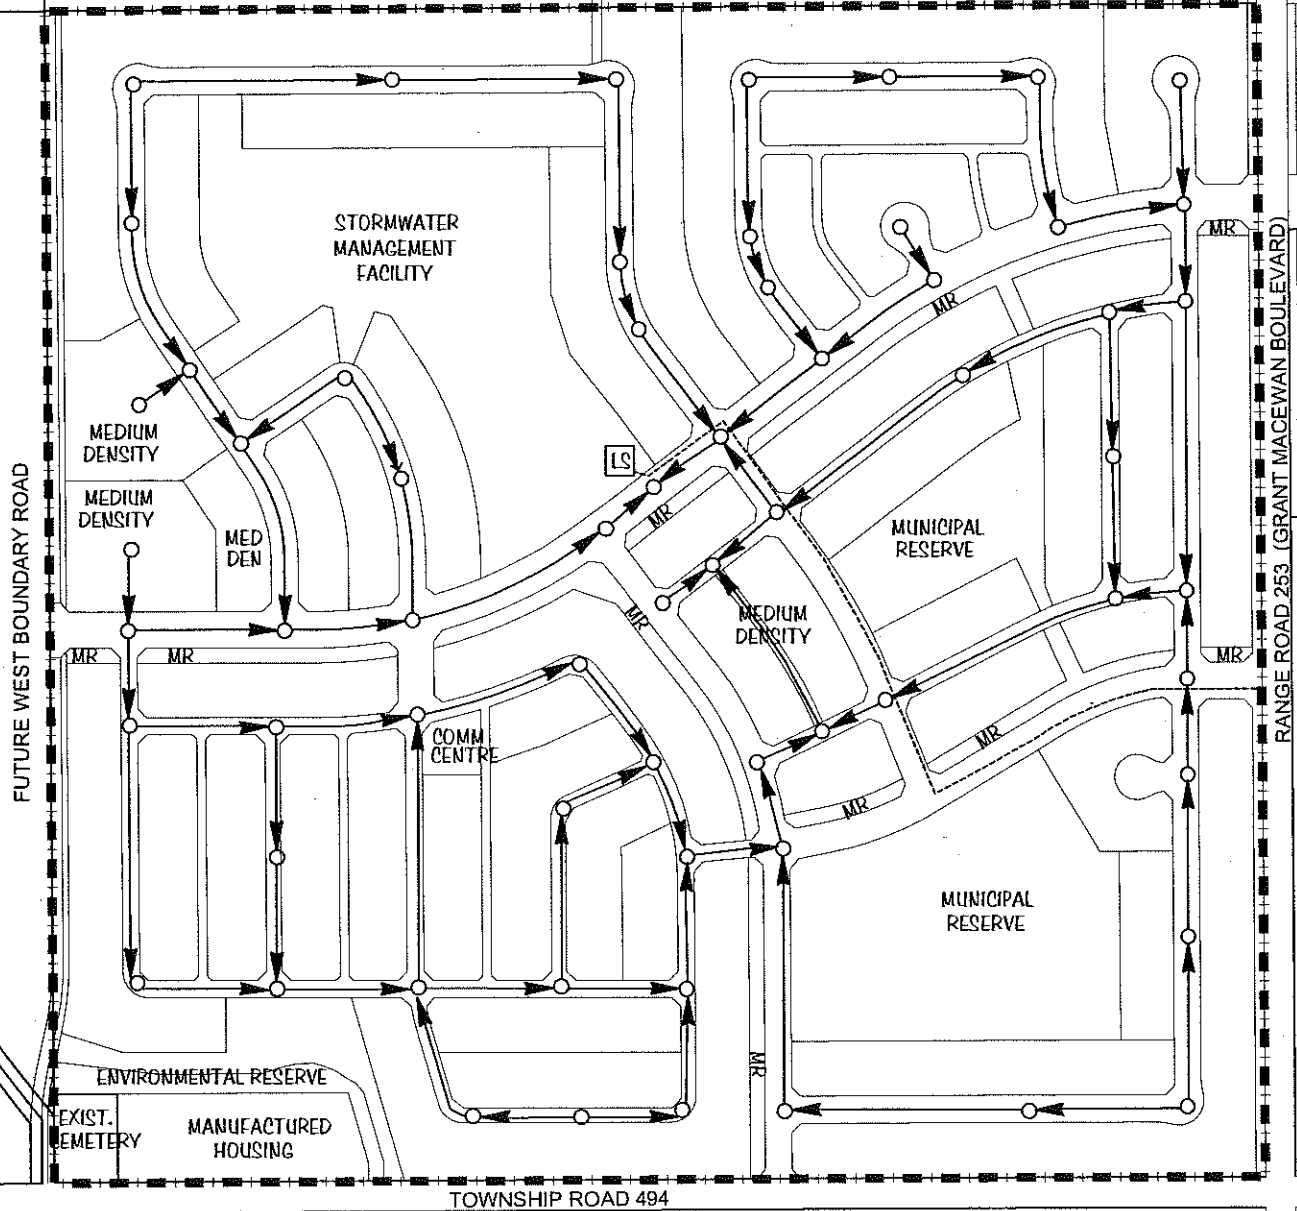 STORMWATER
MANAGEMENT
FACILITY
MR
MR
MEDIUM
DENSITY
LS
MEDIUM
DENSITY
MR
MED
DEN
MUNICIPAL
RESERVE
MR
MEDIUM
DENSITY
MR
MR
MR
COMM
CENTRE
MR
MR
MUNICIPAL
RESERVE
MR
ENVIRONMENTAL RESERVE
EXIST.
CEMETERY
MANUFACTURED
HOUSING
FUTURE WEST BOUNDARY ROAD
RANGE ROAD 253 (GRANT MACEWAN BOULEVARD)
TOWNSHIP ROAD 494